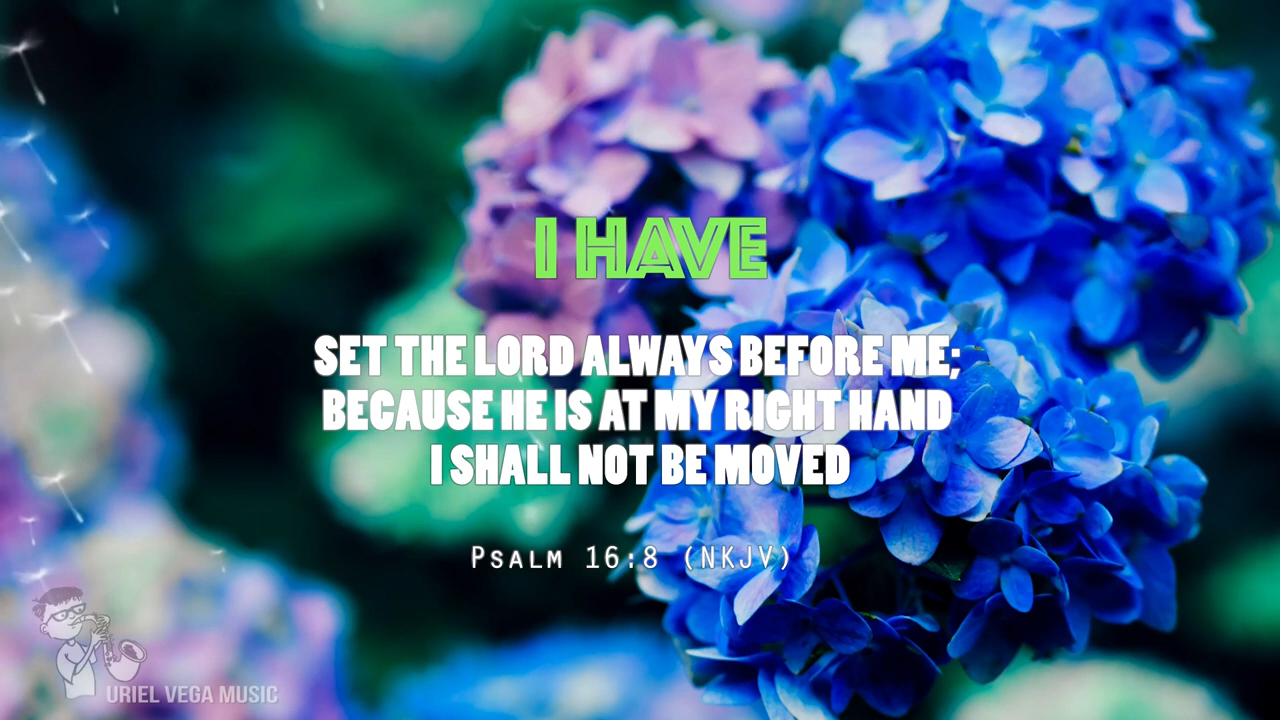 I HAVE
SET THE LORD ALWAYS BEFORE ME;
BECAUSE HE IS AT MY RIGHT HAND
I SHALL NOT BE MOVED
PSALM 16:8 (NKJV)
URIEL VEGA MUSIC